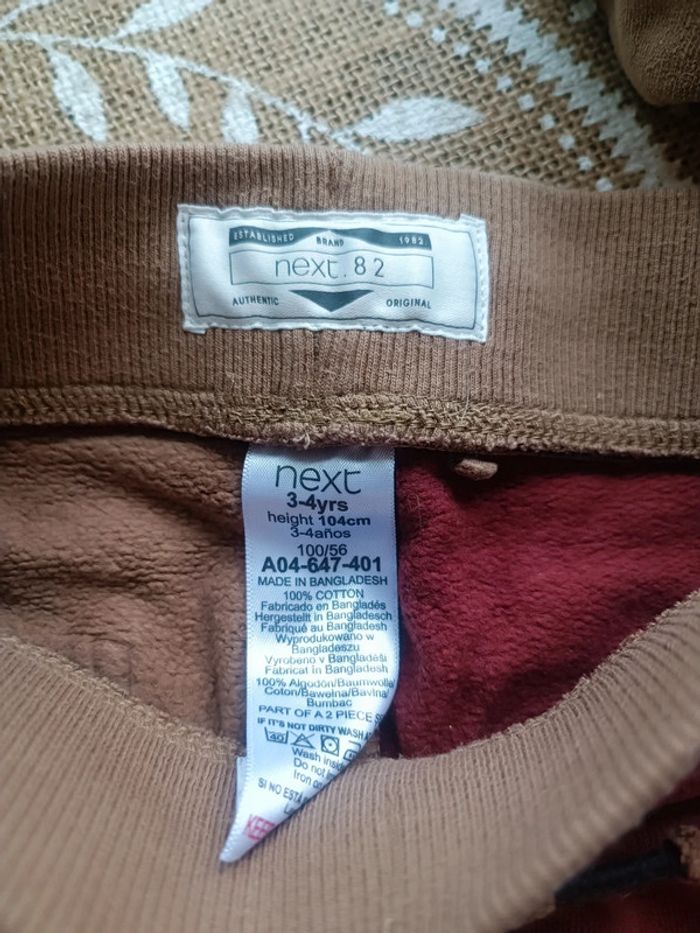 ESTABLISHED BRAND 1982
next.82
AUTHENTIC ORIGINAL
next
3-4yrs
height 104cm
3-4años
100/56
A04-647-401
MADE IN BANGLADESH
100% COTTON
Fabricado en Bangladés
Hergestellt in Bangladesch
Fabriqué au Bangladesh
Wyprodukowano w
Bangladeszu
Vyrobeno v Bangladéši
Fabricat în Bangladesh
100% Algodón/Baumwolle
Coton/Bawełna/Bavlna/
Bumbac
PART OF A 2 PIECE
IF IT'S NOT DIRTY WASH
40
Wash
Do
Iron on
SI NO